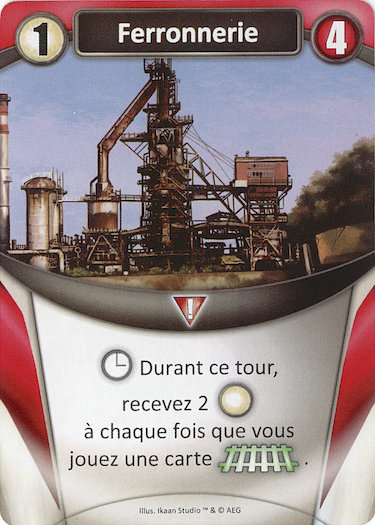 1 Ferronnerie 4
!
Durant ce tour,
recevez 2
à chaque fois que vous
jouez une carte .
Illus. Ikaan Studio ™ & © AEG